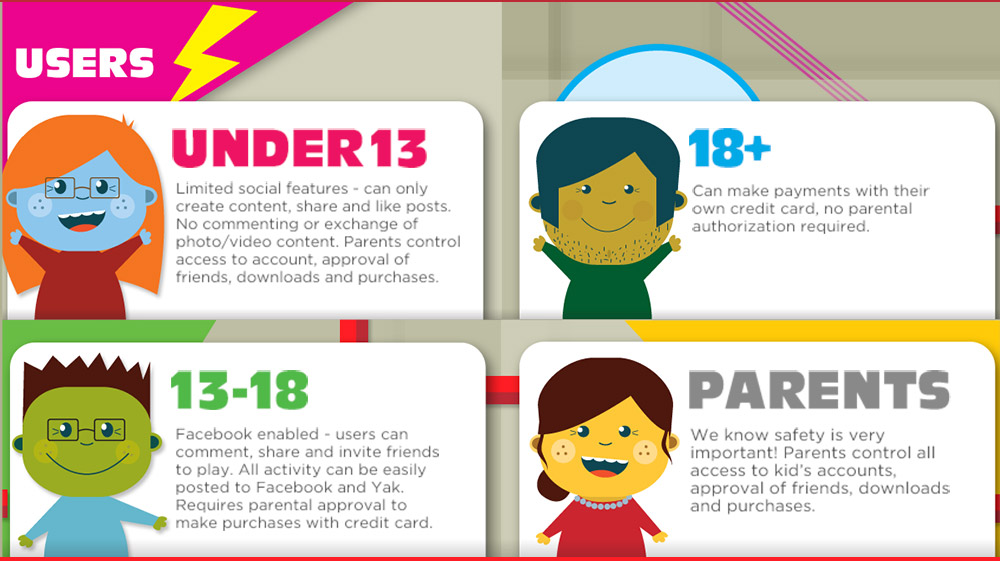 USERS
UNDER 13
Limited social features - can only
create content, share and like posts.
No commenting or exchange of
photo/video content. Parents control
access to account, approval of
friends, downloads and purchases.
18+
Can make payments with their
own credit card, no parental
authorization required.
13-18
Facebook enabled - users can
comment, share and invite friends
to play. All activity can be easily
posted to Facebook and Yak.
Requires parental approval to
make purchases with credit card.
PARENTS
We know safety is very
important! Parents control all
access to kid's accounts,
approval of friends, downloads
and purchases.